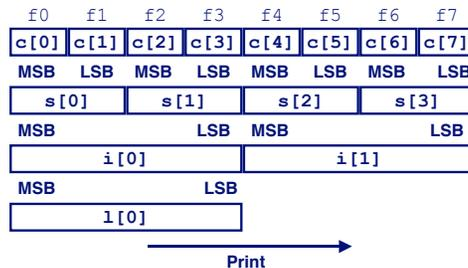 f0 f1 f2 f3 f4 f5 f6 f7
c[0] c[1] c[2] c[3] c[4] c[5] c[6] c[7]
MSB LSB MSB LSB MSB LSB MSB LSB
s[0] s[1] s[2] s[3]
MSB LSB MSB LSB
i[0] i[1]
MSB LSB
l[0]
Print